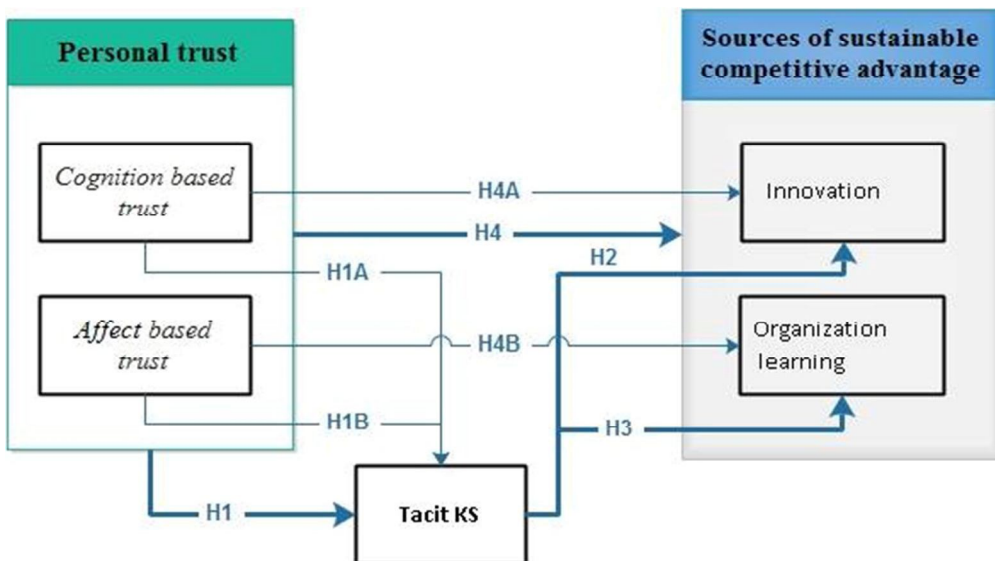 Personal trust
Sources of sustainable
competitive advantage
Cognition based
trust
H4A
Innovation
H4
H2
H1A
Affect based
trust
H4B
Organization
learning
H1B
H3
H1
Tacit KS